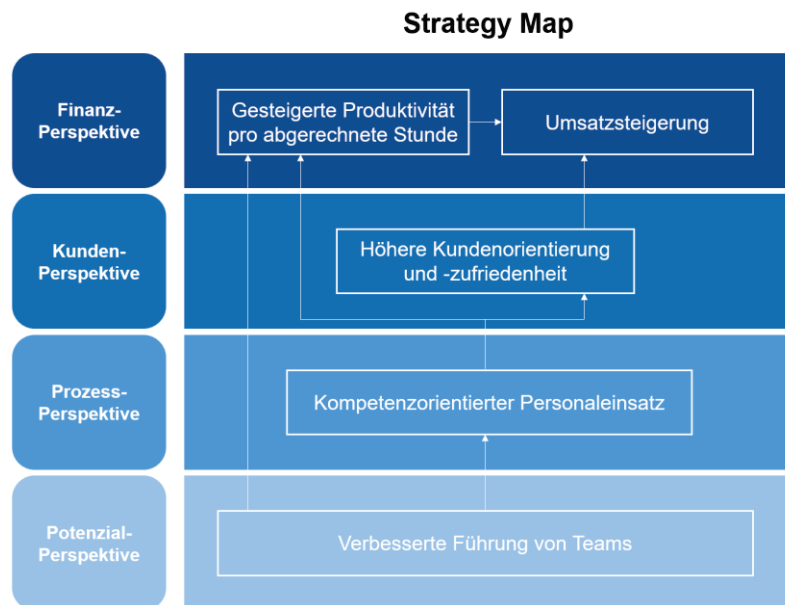 Strategy Map
Finanz-
Perspektive
Gesteigerte Produktivität
pro abgerechnete Stunde
Umsatzsteigerung
Kunden-
Perspektive
Höhere Kundenorientierung
und -zufriedenheit
Prozess-
Perspektive
Kompetenzorientierter Personaleinsatz
Potenzial-
Perspektive
Verbesserte Führung von Teams